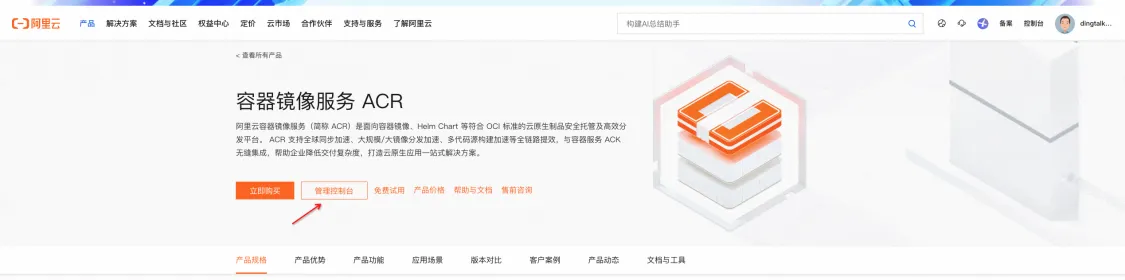 阿里云 产品 解决方案 文档与社区 权益中心 定价 云市场 合作伙伴 支持与服务 了解阿里云 构建AI总结助手 备案 控制台 dingtalk...
< 查看所有产品
容器镜像服务 ACR
阿里云容器镜像服务（简称 ACR）是面向容器镜像、Helm Chart 等符合 OCI 标准的云原生制品安全托管及高效分
发平台。 ACR 支持全球同步加速、大规模/大镜像分发加速、多代码源构建加速等全链路提效，与容器服务 ACK
无缝集成，帮助企业降低交付复杂度，打造云原生应用一站式解决方案。
立即购买 管理控制台 免费试用 产品价格 帮助与文档 售前咨询
产品规格 产品优势 产品功能 应用场景 版本对比 客户案例 产品动态 文档与工具